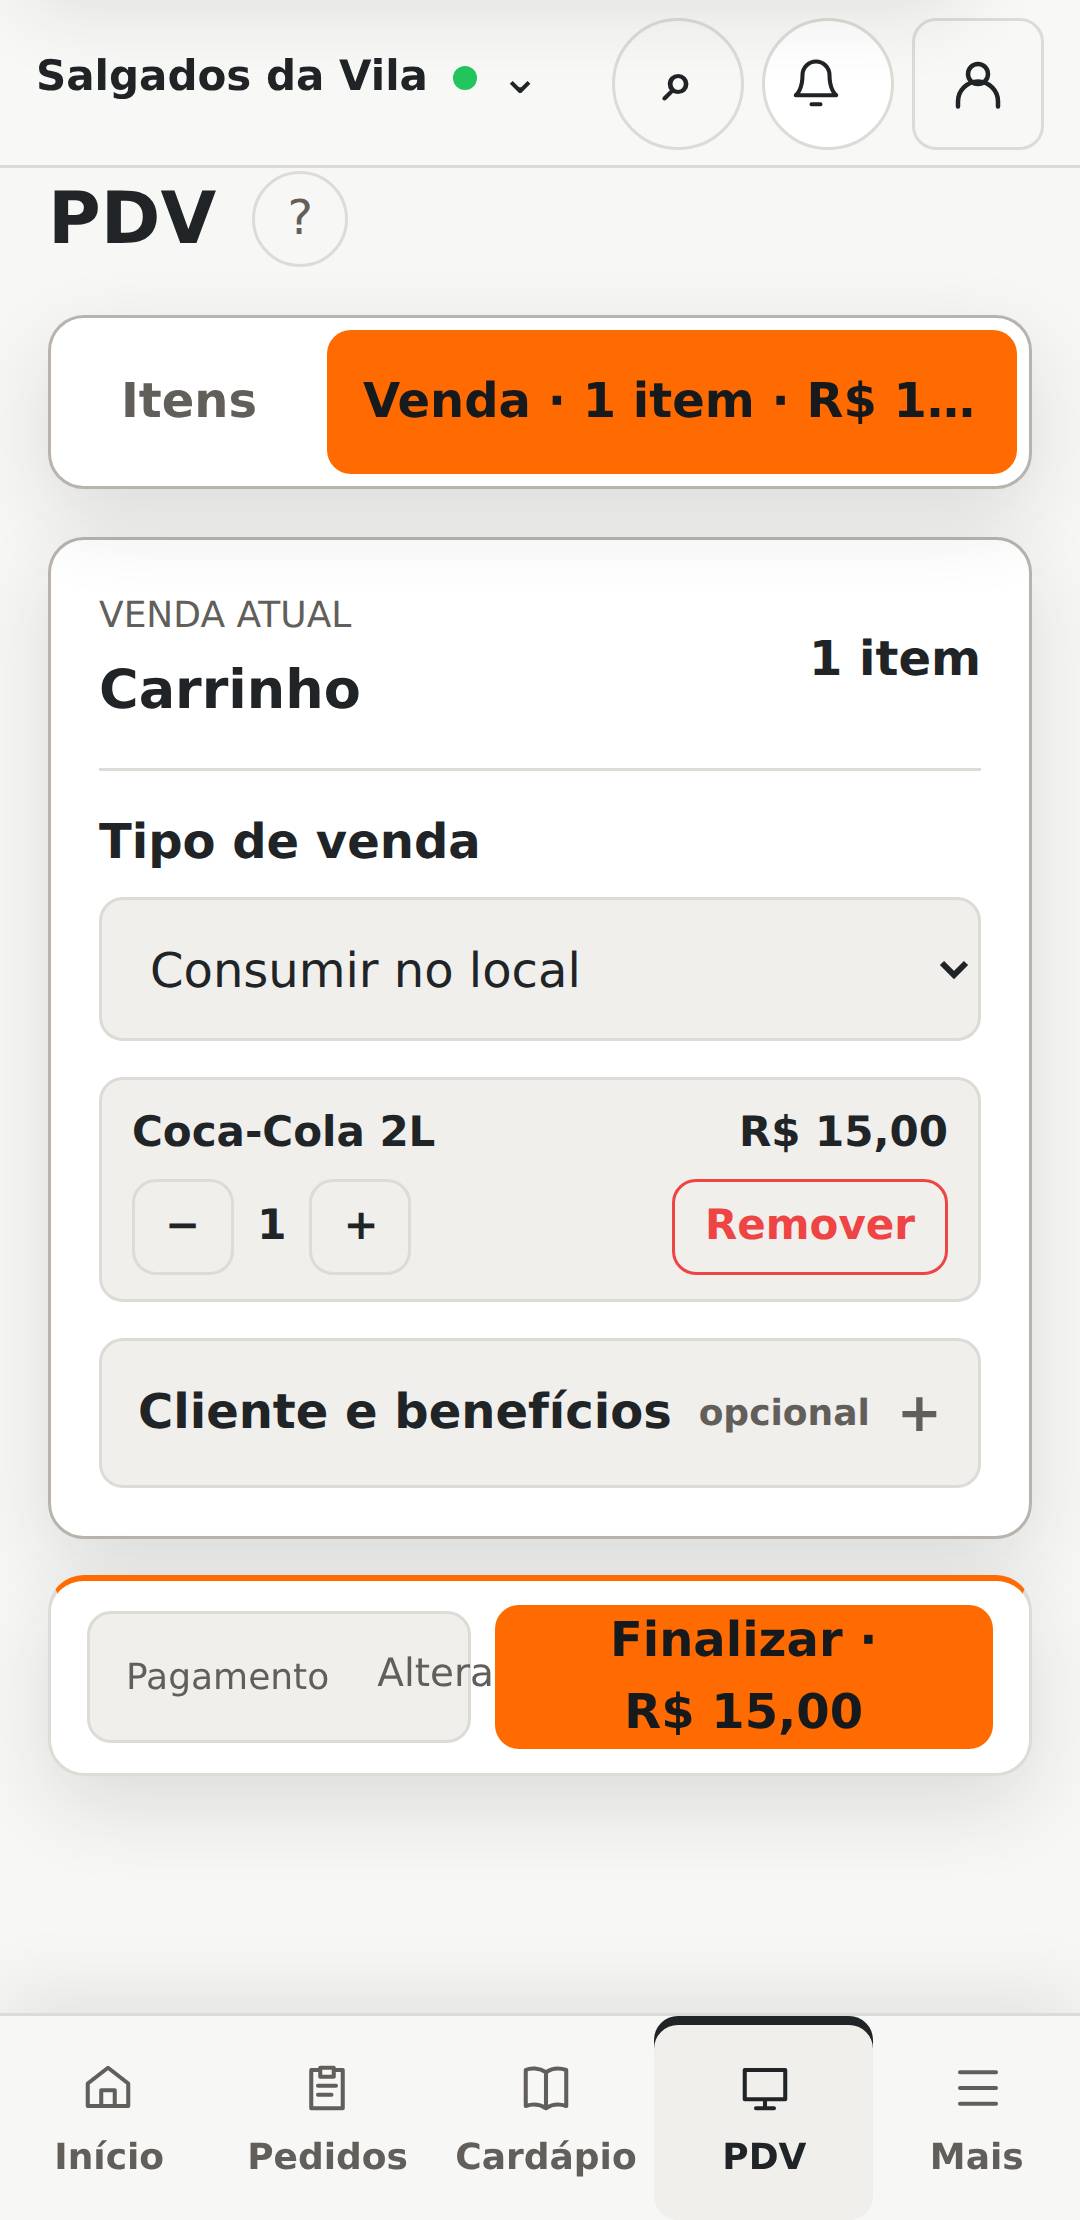 Salgados da Vila
PDV ?
Itens
Venda · 1 item · R$ 1...
VENDA ATUAL
Carrinho
1 item
Tipo de venda
Consumir no local
Coca-Cola 2L
R$ 15,00
− 1 +
Remover
Cliente e benefícios opcional +
Pagamento
Altera
Finalizar ·
R$ 15,00
Início
Pedidos
Cardápio
PDV
Mais